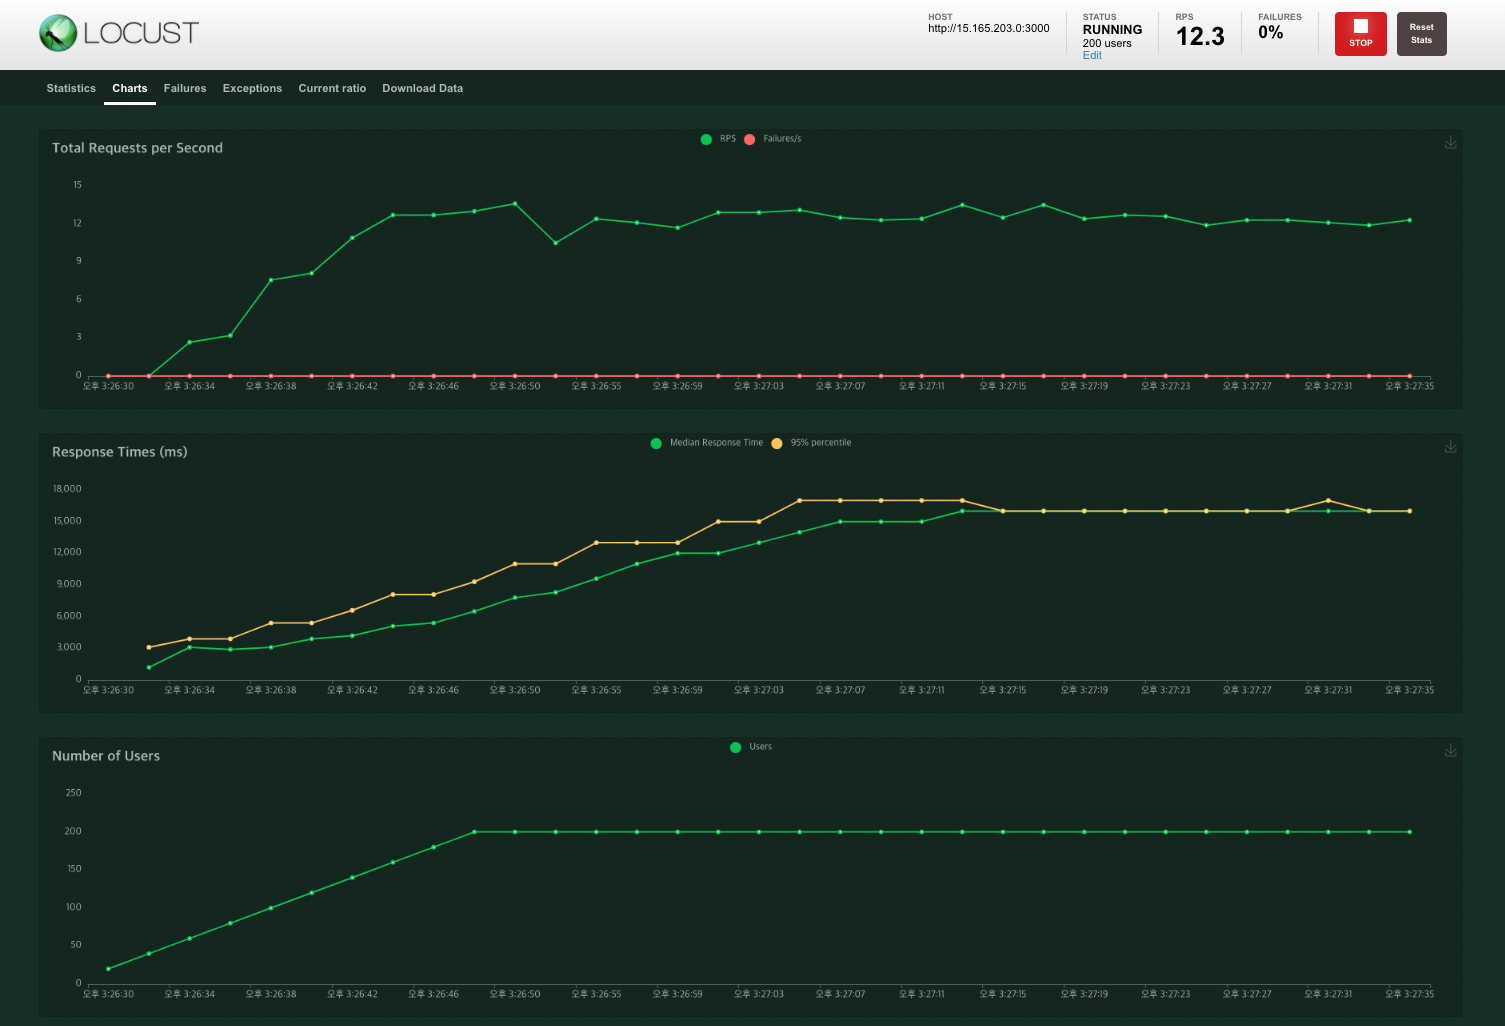 LOCUST
HOST
http://15.165.203.0:3000
STATUS
RUNNING
200 users
Edit
RPS
12.3
FAILURES
0%
STOP
Reset
Stats
Statistics Charts Failures Exceptions Current ratio Download Data
Total Requests per Second
RPS Failures/s
15
12
9
6
3
0
오후 3:26:30 오후 3:26:34 오후 3:26:38 오후 3:26:42 오후 3:26:46 오후 3:26:50 오후 3:26:55 오후 3:26:59 오후 3:27:03 오후 3:27:07 오후 3:27:11 오후 3:27:15 오후 3:27:19 오후 3:27:23 오후 3:27:27 오후 3:27:31 오후 3:27:35
Response Times (ms)
Median Response Time 95% percentile
18,000
15,000
12,000
9,000
6,000
3,000
0
오후 3:26:30 오후 3:26:34 오후 3:26:38 오후 3:26:42 오후 3:26:46 오후 3:26:50 오후 3:26:55 오후 3:26:59 오후 3:27:03 오후 3:27:07 오후 3:27:11 오후 3:27:15 오후 3:27:19 오후 3:27:23 오후 3:27:27 오후 3:27:31 오후 3:27:35
Number of Users
Users
250
200
150
100
50
0
오후 3:26:30 오후 3:26:34 오후 3:26:38 오후 3:26:42 오후 3:26:46 오후 3:26:50 오후 3:26:55 오후 3:26:59 오후 3:27:03 오후 3:27:07 오후 3:27:11 오후 3:27:15 오후 3:27:19 오후 3:27:23 오후 3:27:27 오후 3:27:31 오후 3:27:35